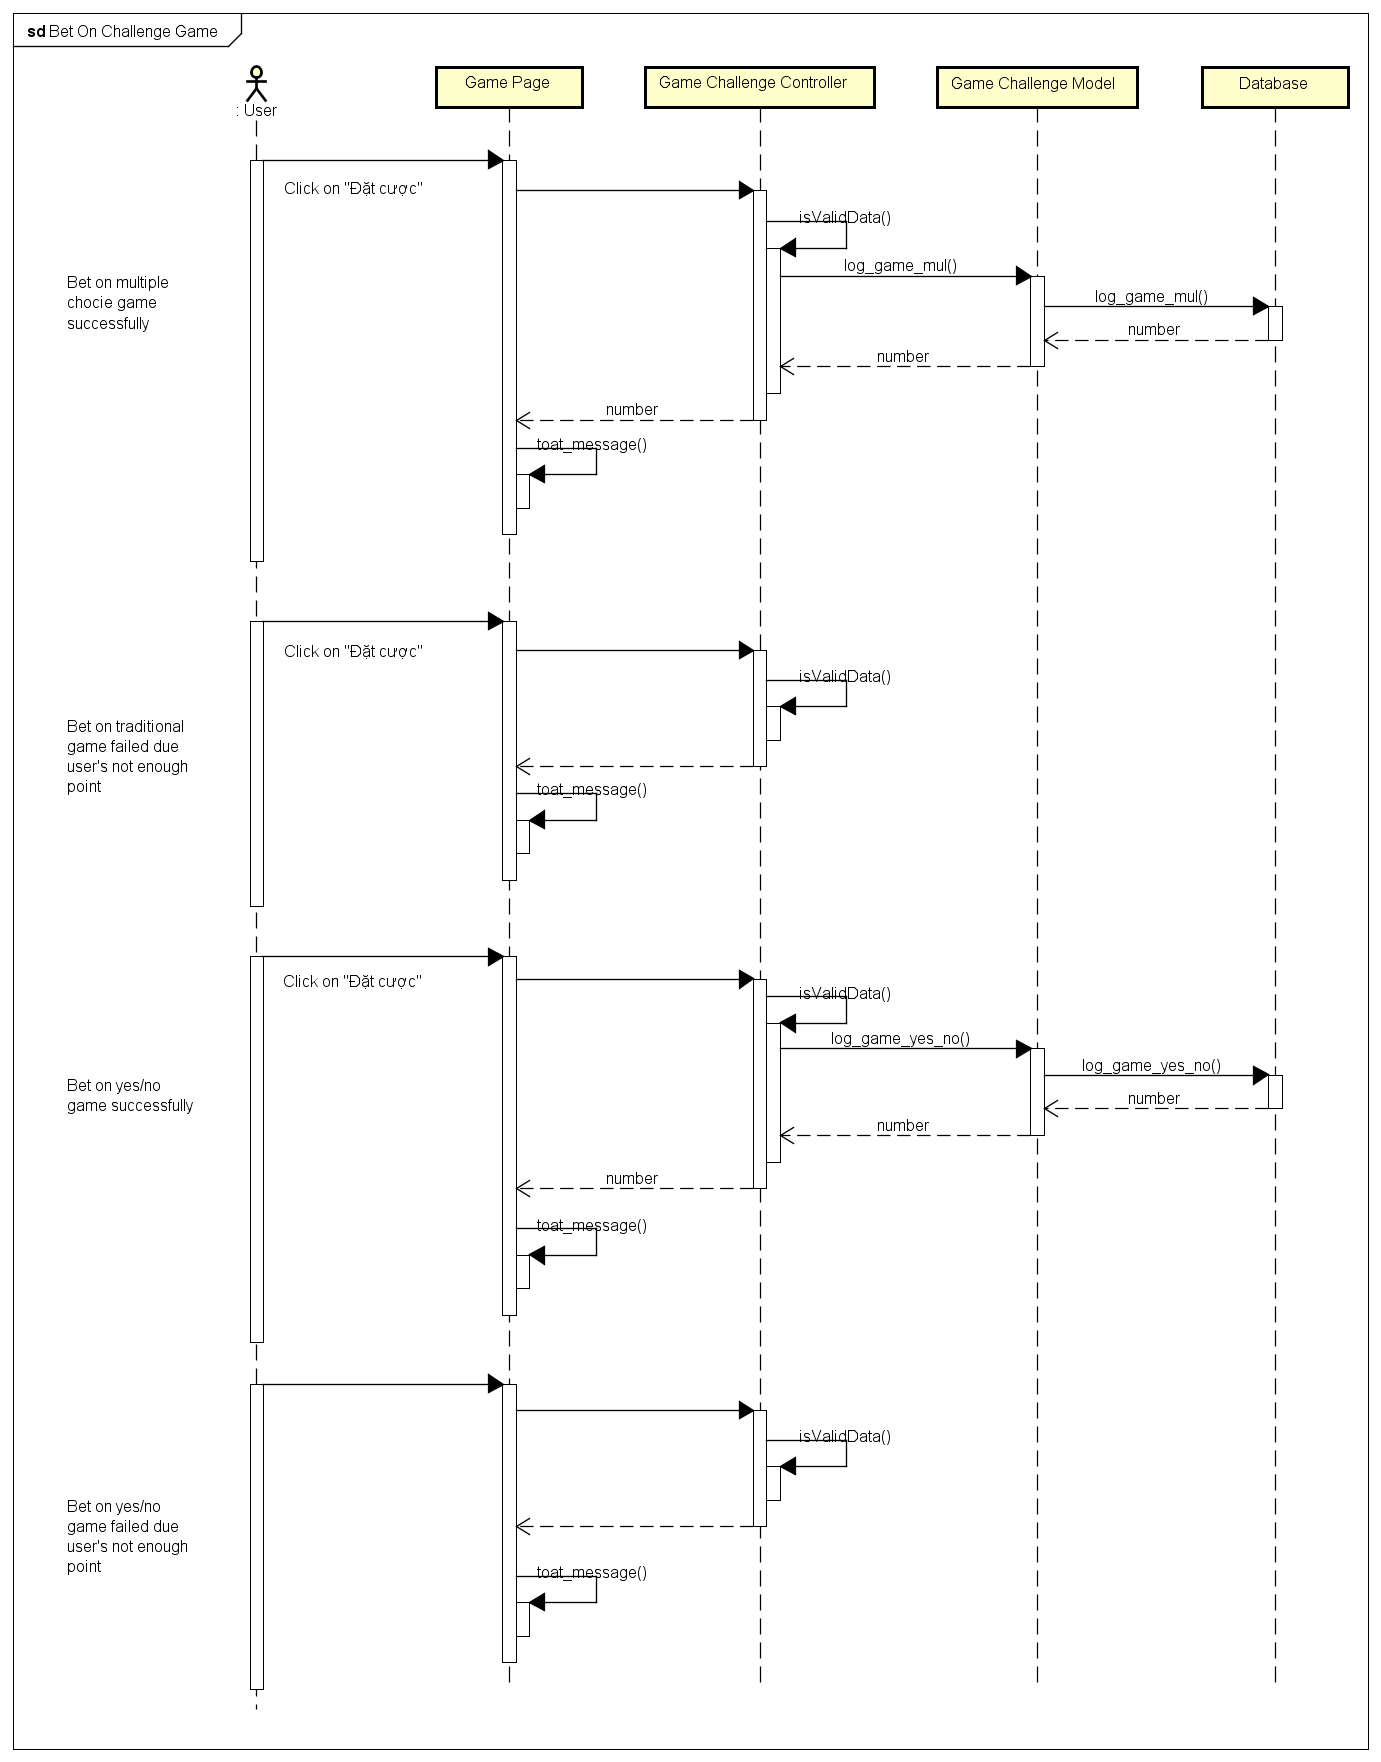 sd Bet On Challenge Game
: User
Game Page
Game Challenge Controller
Game Challenge Model
Database
Click on "Đặt cược"
isValidData()
log_game_mul()
log_game_mul()
Bet on multiple
chocie game
successfully
number
number
number
toat_message()
Click on "Đặt cược"
isValidData()
Bet on traditional
game failed due
user's not enough
point
toat_message()
Click on "Đặt cược"
isValidData()
log_game_yes_no()
log_game_yes_no()
Bet on yes/no
game successfully
number
number
number
toat_message()
isValidData()
Bet on yes/no
game failed due
user's not enough
point
toat_message()